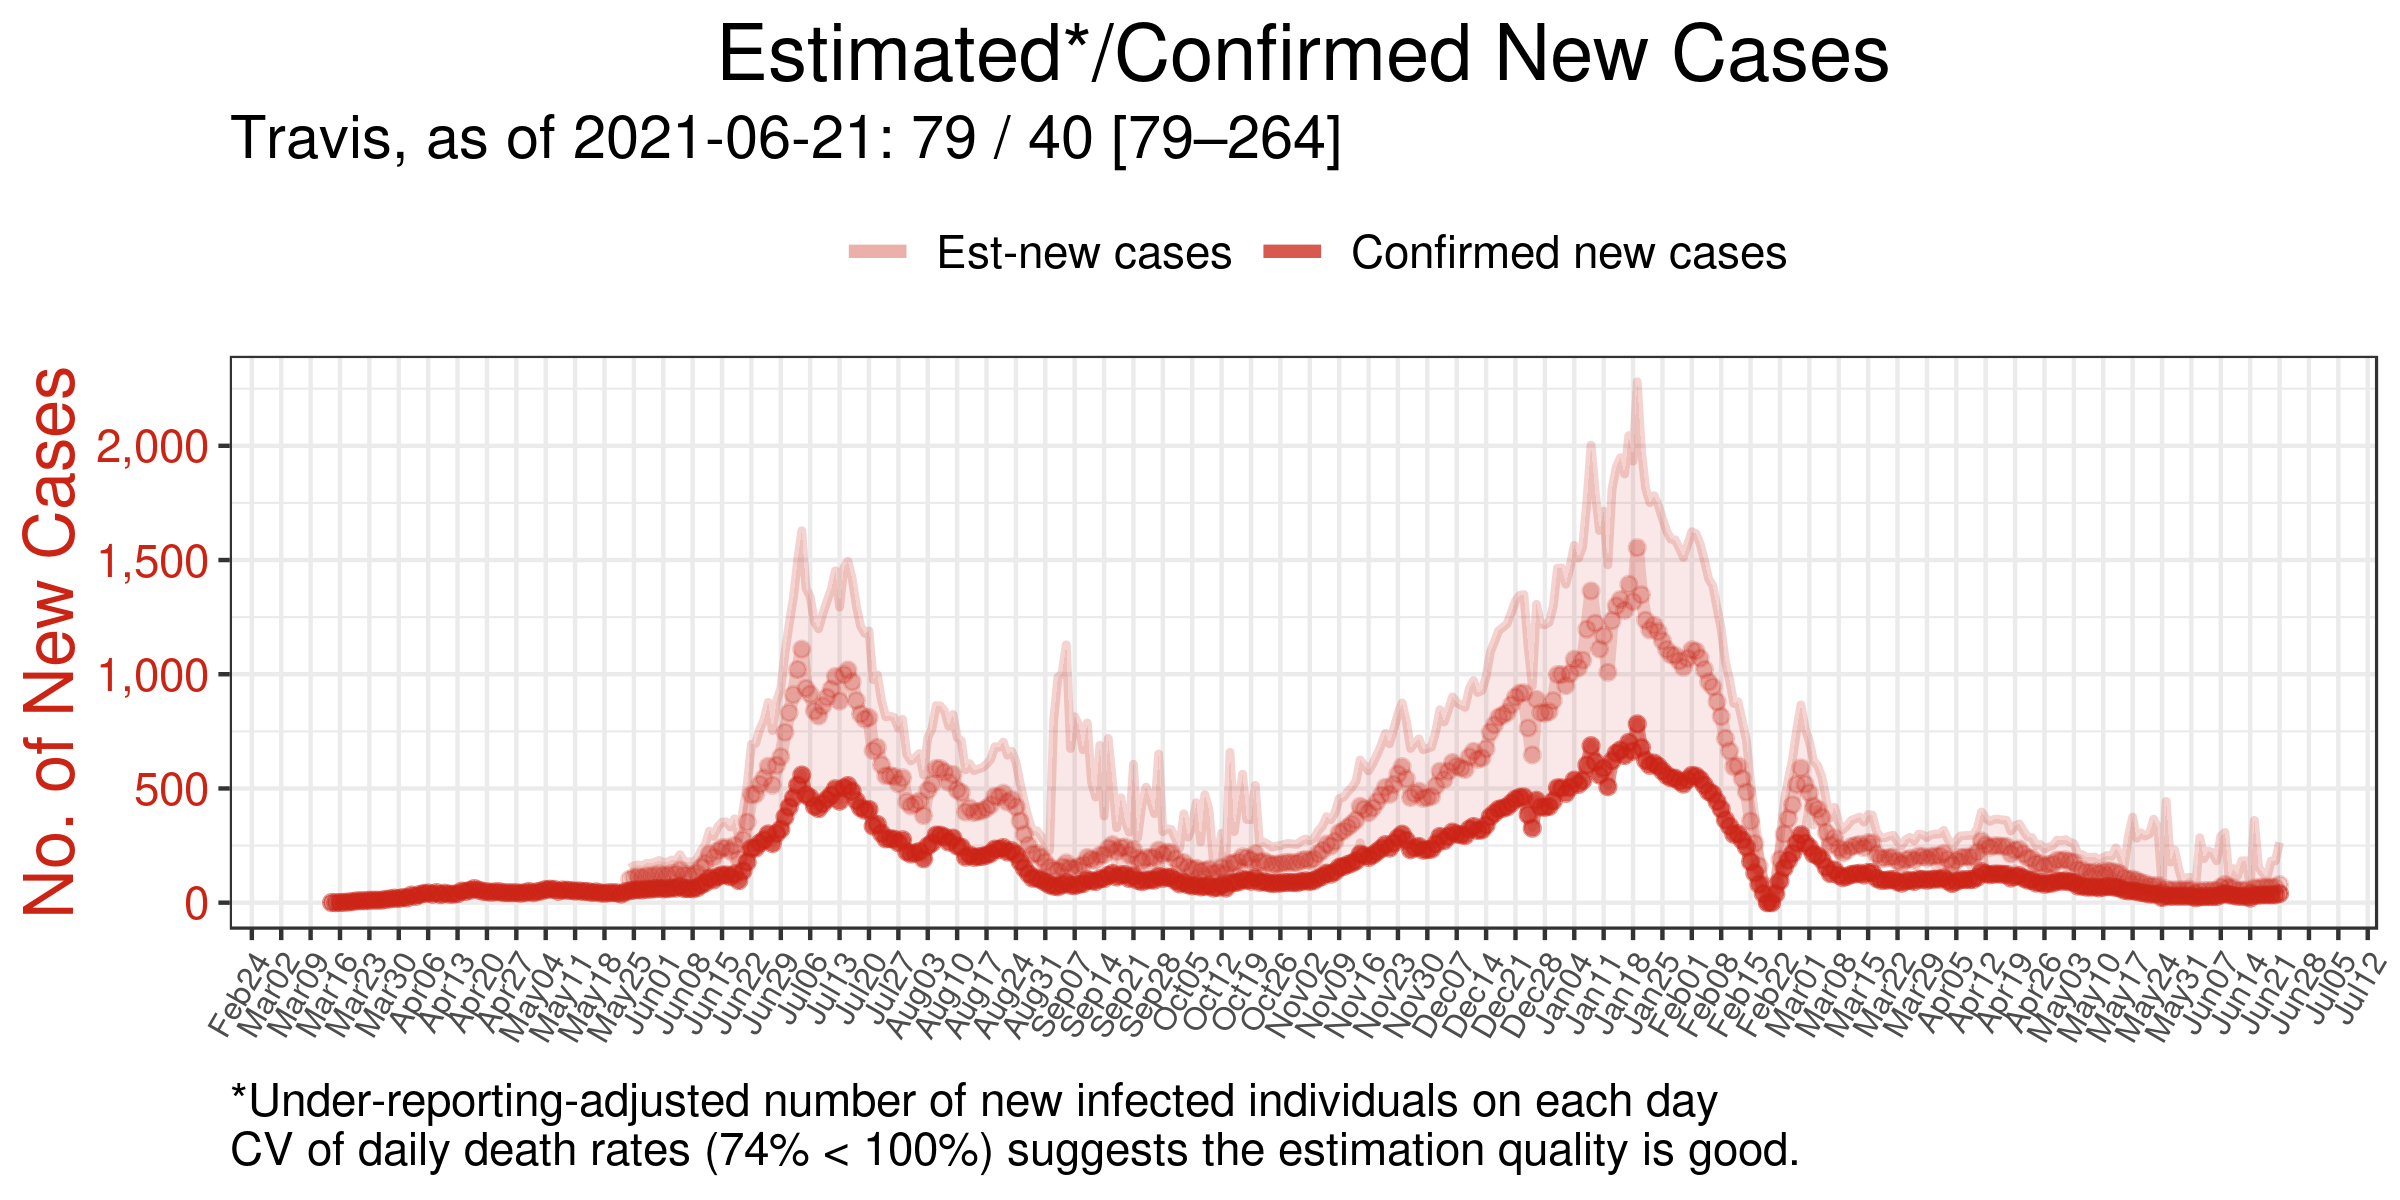 Estimated*/Confirmed New Cases
Travis, as of 2021-06-21: 79 / 40 [79–264]
Est-new cases
Confirmed new cases
No. of New Cases
2,000
1,500
1,000
500
0
Feb24
Mar02
Mar09
Mar16
Mar23
Mar30
Apr06
Apr13
Apr20
Apr27
May04
May11
May18
May25
Jun01
Jun08
Jun15
Jun22
Jun29
Jul06
Jul13
Jul20
Jul27
Aug03
Aug10
Aug17
Aug24
Aug31
Sep07
Sep14
Sep21
Sep28
Oct05
Oct12
Oct19
Oct26
Nov02
Nov09
Nov16
Nov23
Nov30
Dec07
Dec14
Dec21
Dec28
Jan04
Jan11
Jan18
Jan25
Feb01
Feb08
Feb15
Feb22
Mar01
Mar08
Mar15
Mar22
Mar29
Apr05
Apr12
Apr19
Apr26
May03
May10
May17
May24
May31
Jun07
Jun14
Jun21
Jun28
Jul05
Jul12
*Under-reporting-adjusted number of new infected individuals on each day
CV of daily death rates (74% < 100%) suggests the estimation quality is good.